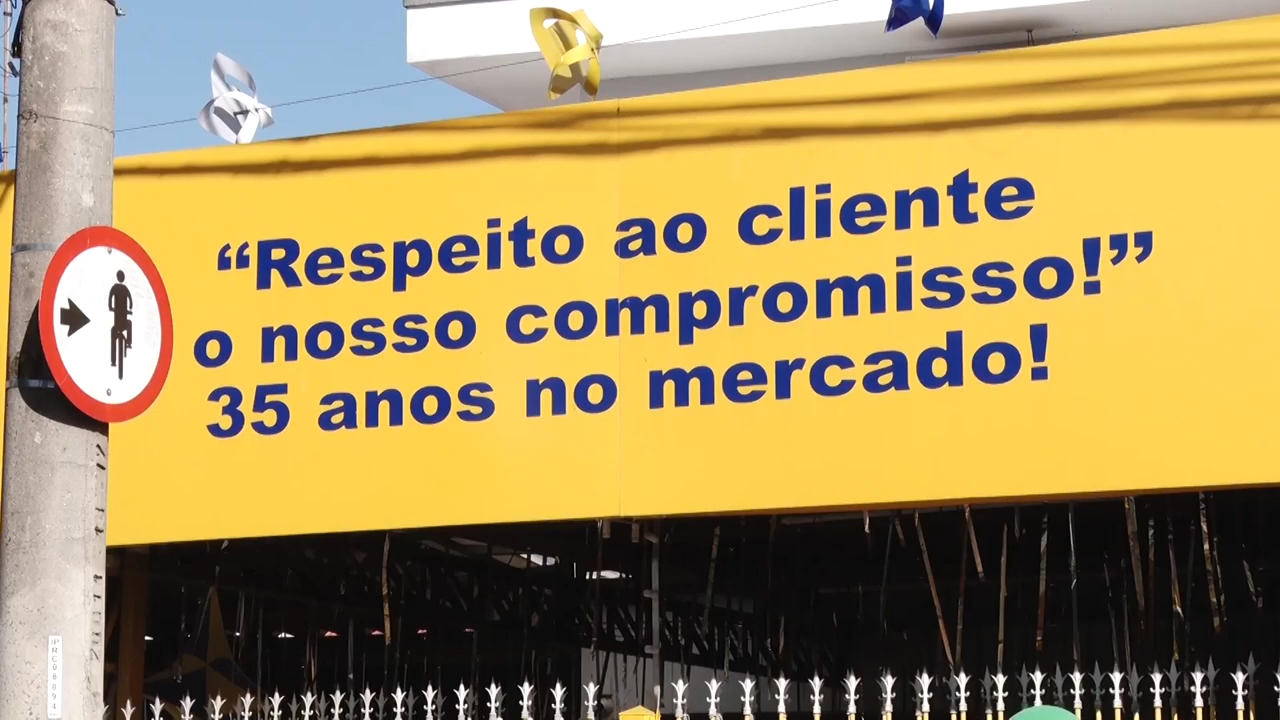 “Respeito ao cliente
o nosso compromisso!”
35 anos no mercado!